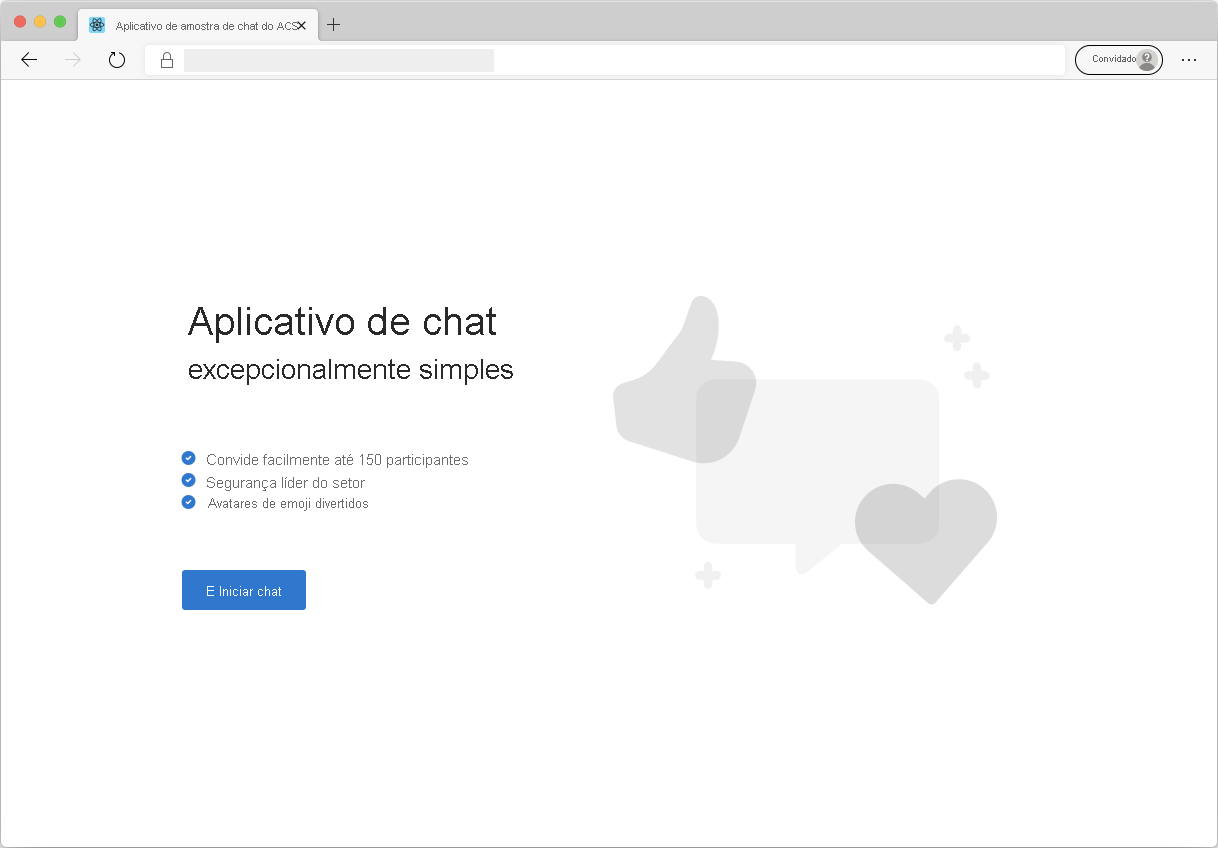 Aplicativo de amostra de chat do ACS
Convidado
Aplicativo de chat
excepcionalmente simples
Convide facilmente até 150 participantes
Segurança líder do setor
Avatares de emoji divertidos
E Iniciar chat